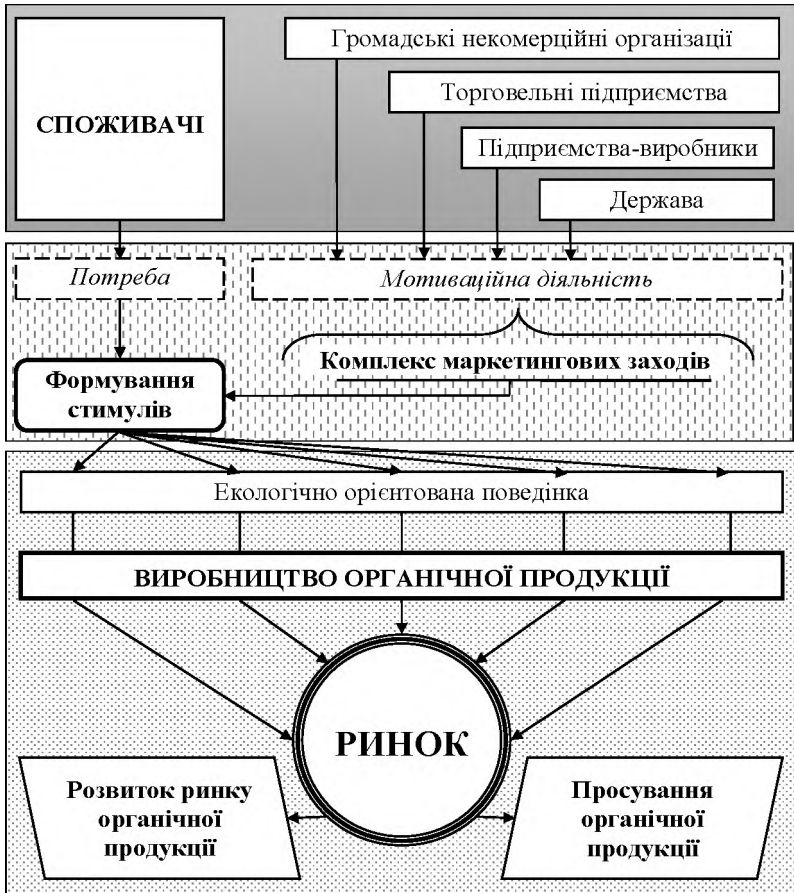 СПОЖИВАЧІ
Громадські некомерційні організації
Торговельні підприємства
Підприємства-виробники
Держава
Потреба
Мотиваційна діяльність
Комплекс маркетингових заходів
Формування
стимулів
Екологічно орієнтована поведінка
ВИРОБНИЦТВО ОРГАНІЧНОЇ ПРОДУКЦІЇ
РИНОК
Розвиток ринку
органічної
продукції
Просування
органічної
продукції